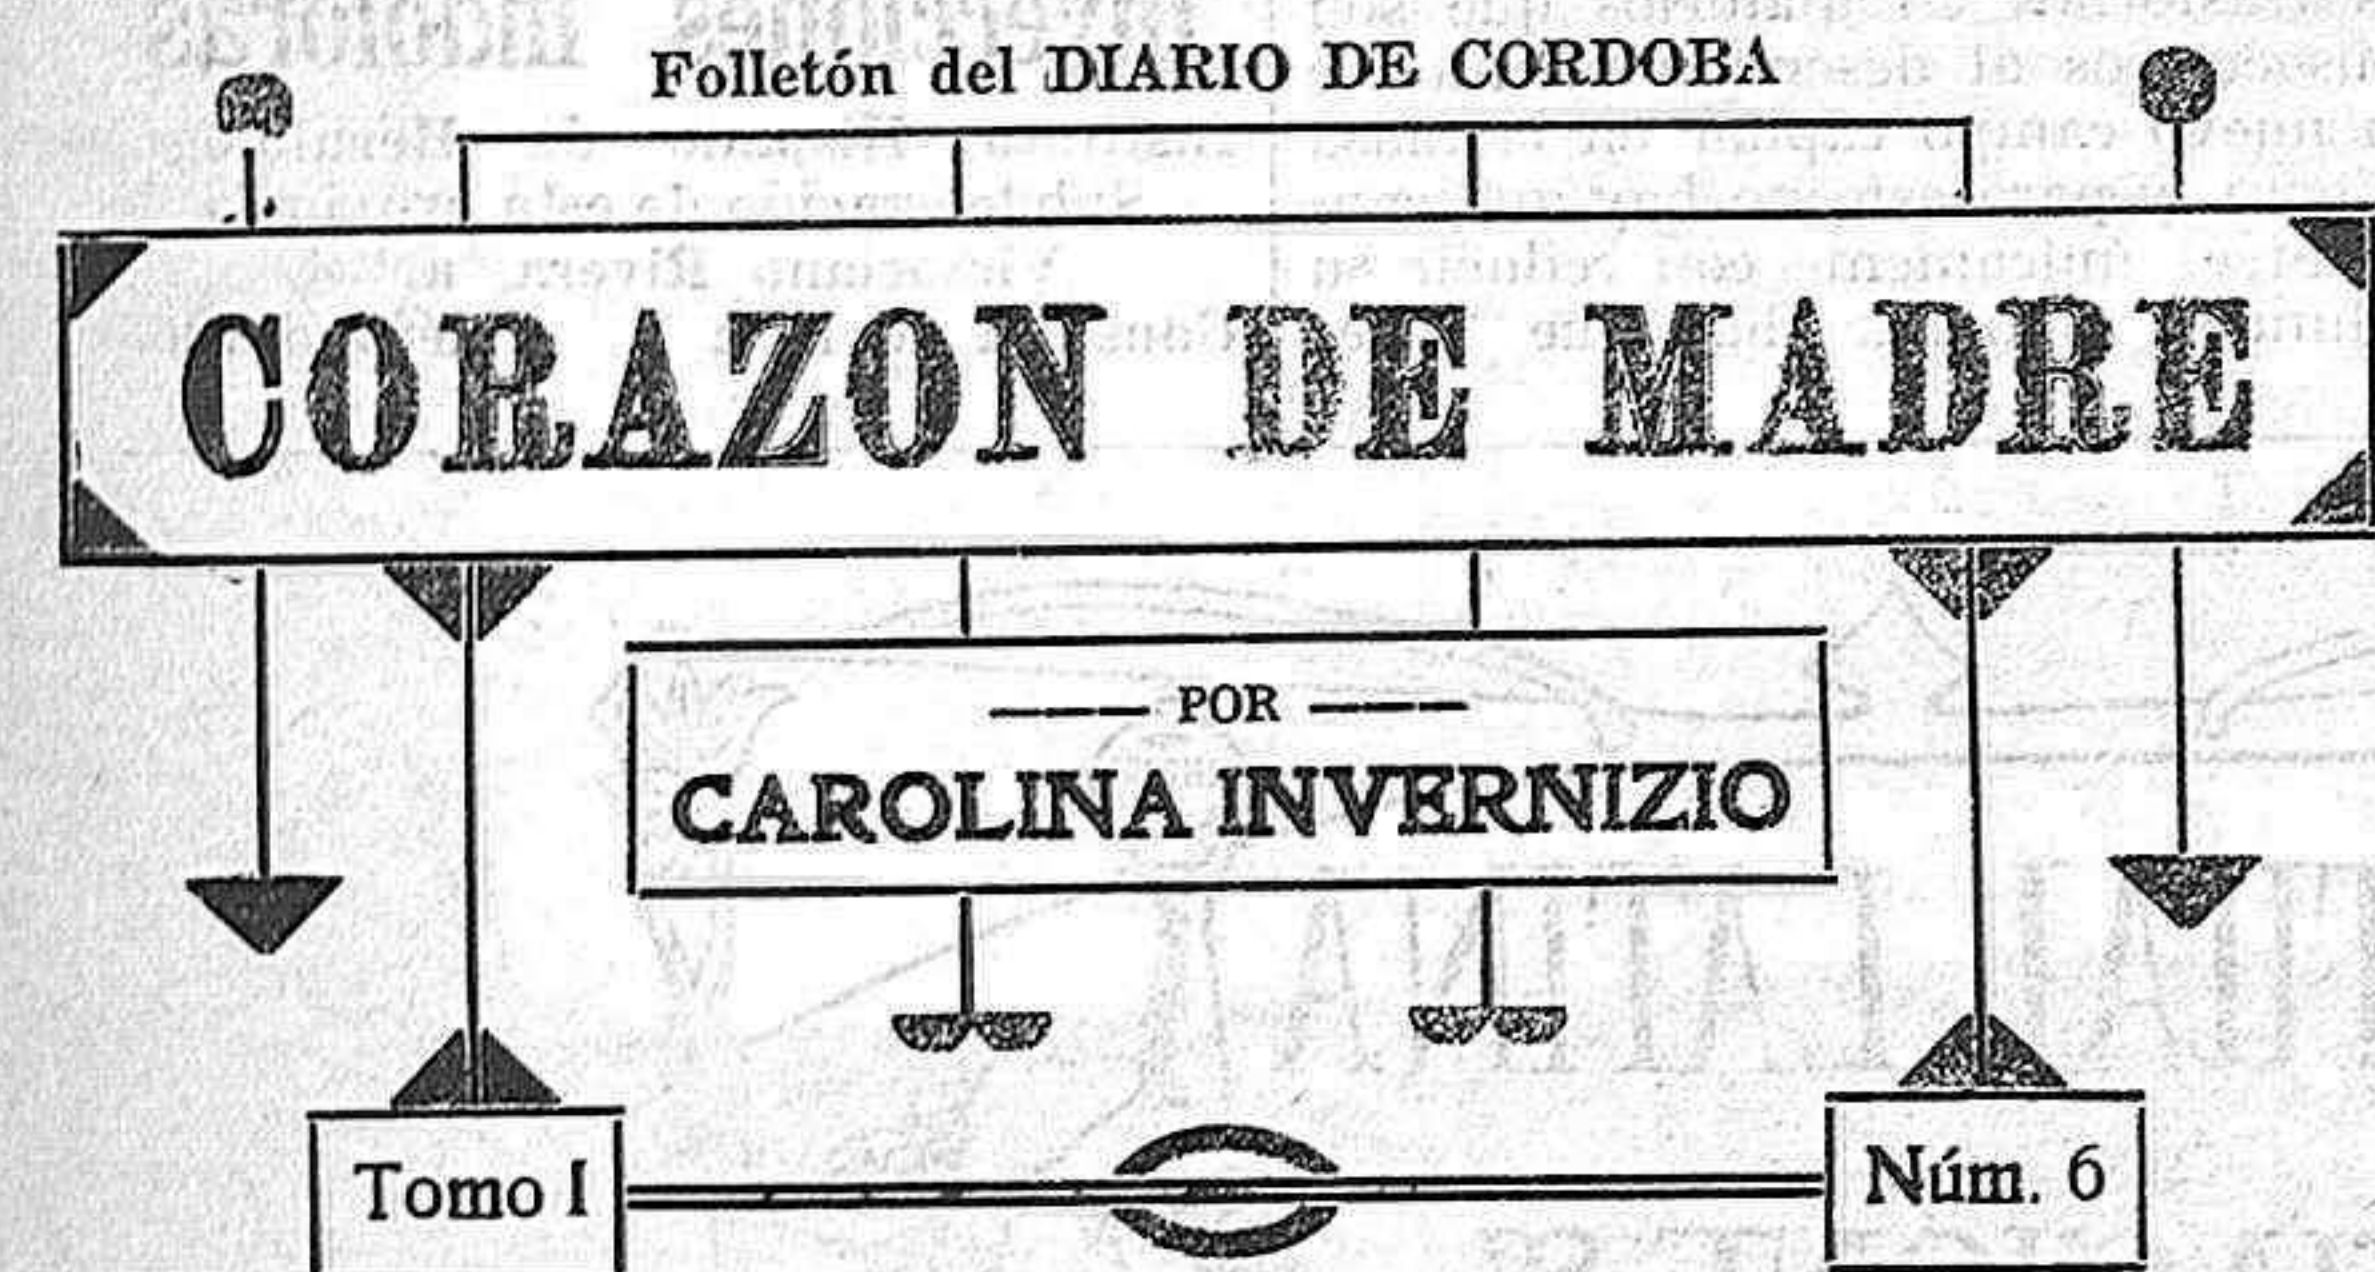 Folletón del DIARIO DE CORDOBA
CORAZON DE MADRE
POR
CAROLINA INVERNIZIO
Tomo I
Núm. 6